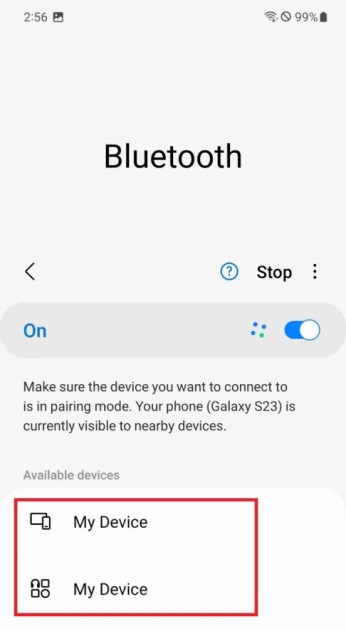 2:56 99%
Bluetooth
? Stop
On
Make sure the device you want to connect to
is in pairing mode. Your phone (Galaxy S23) is
currently visible to nearby devices.
Available devices
My Device
My Device